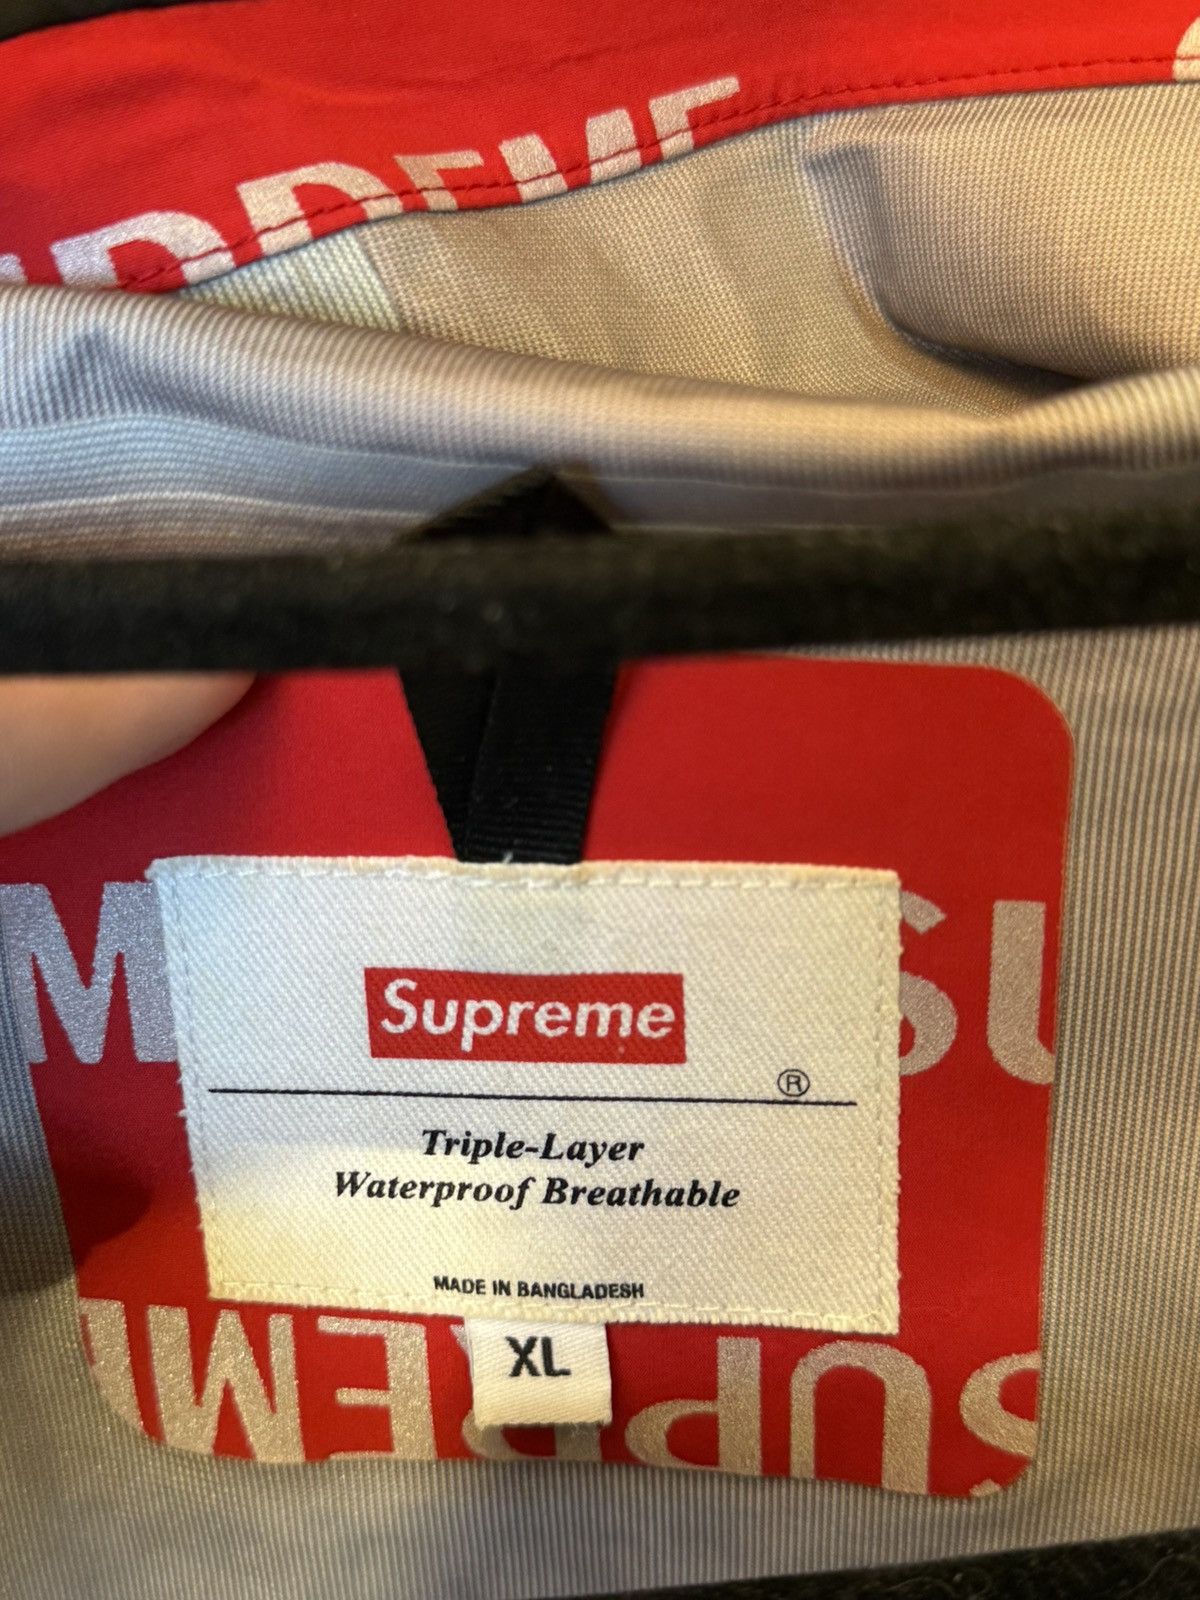 Supreme
®
Triple-Layer
Waterproof Breathable
MADE IN BANGLADESH
XL